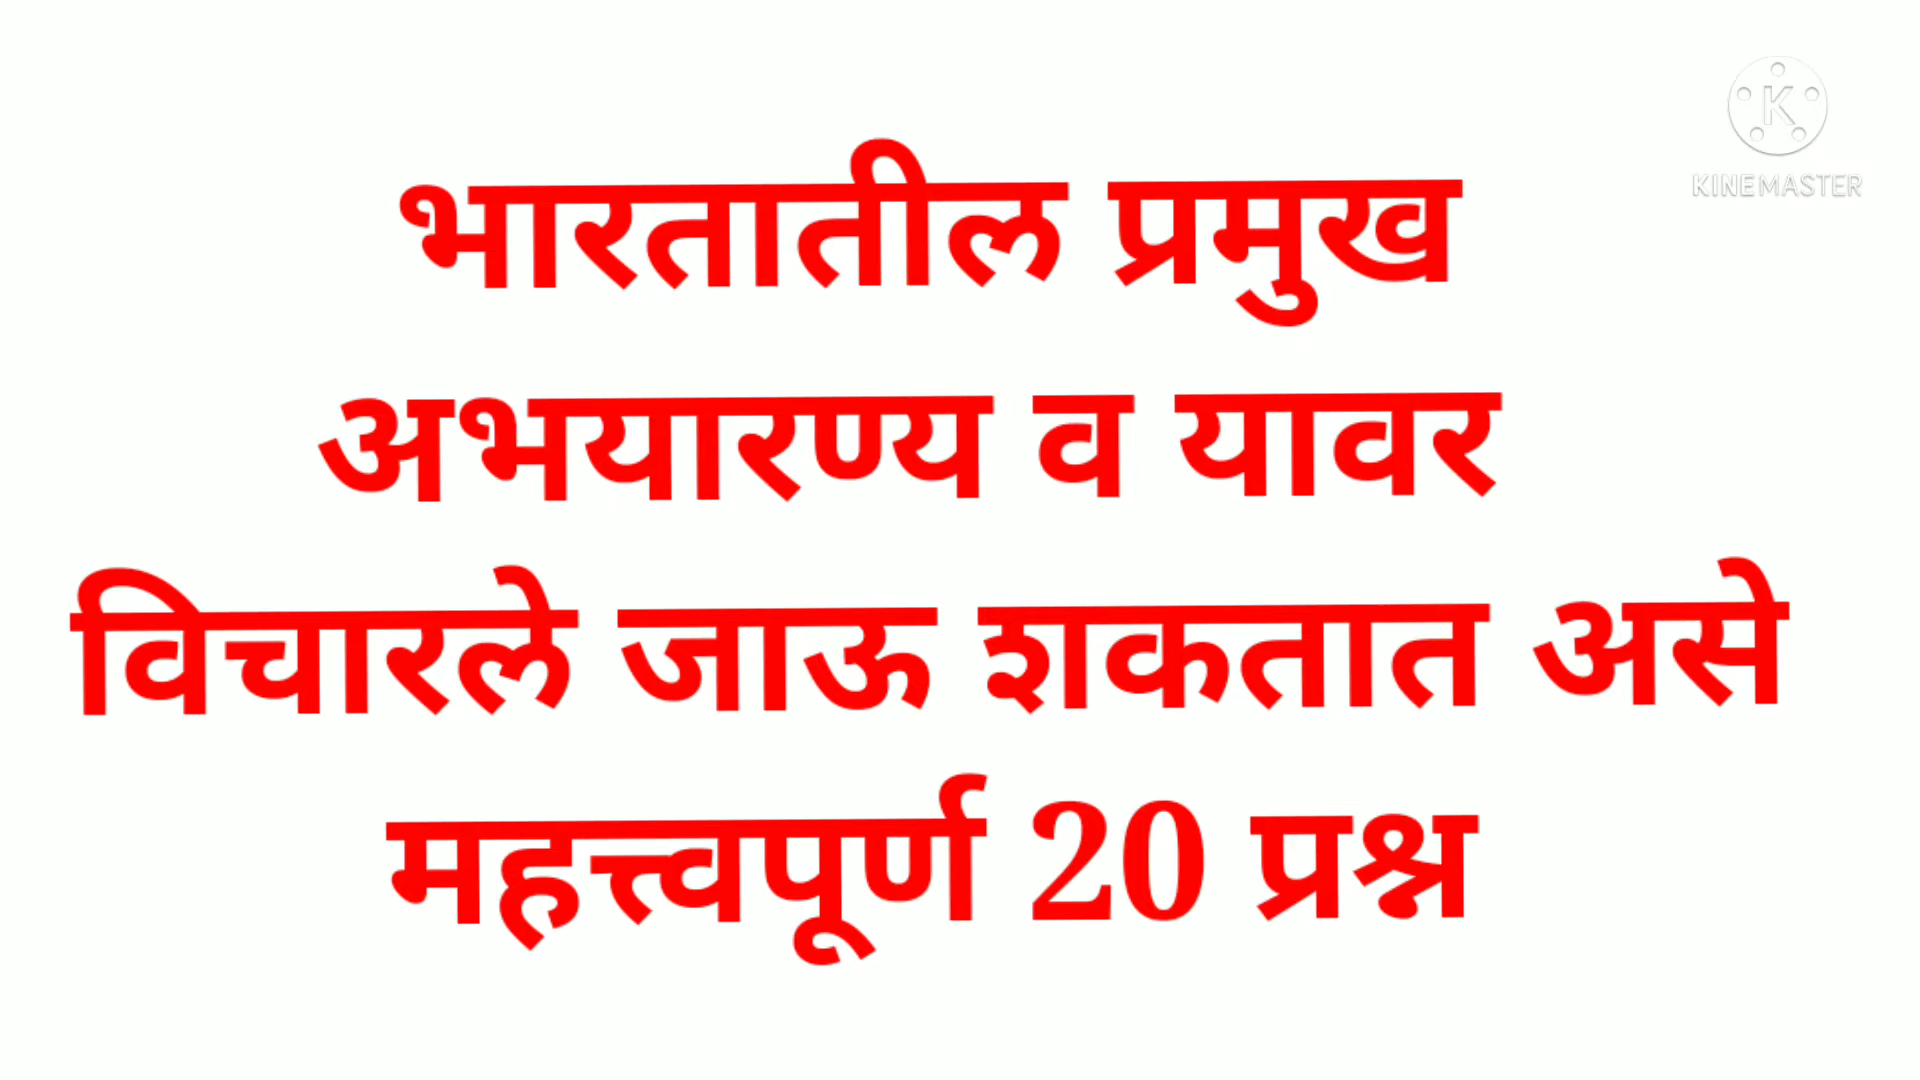 भारतातील प्रमुख
अभयारण्य व यावर
विचारले जाऊ शकतात असे
महत्त्वपूर्ण 20 प्रश्न
K
KINEMASTER